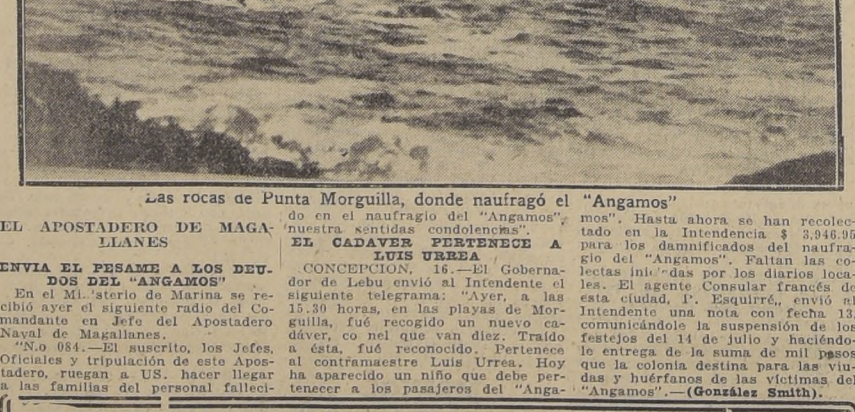 Las rocas de Punta Morguilla, donde naufragó el "Angamos"
EL APOSTADERO DE MAGA-
LLANES
ENVIA EL PESAME A LOS DEU-
DOS DEL "ANGAMOS"
En el Mi sterio de Marina se re-
cibió ayer el siguiente radio del Co-
mandante en Jefe del Apostadero
Naval de Magallanes.
"N.o 084.—El suscrito, los Jefes,
Oficiales y tripulación de este Apos-
tadero, ruegan a US. hacer llegar
a las familias del personal falleci-
do en el naufragio del "Angamos",
nuestra sentidas condolencias".
EL CADAVER PERTENECE A
LUIS URREA
CONCEPCION, 16.—El Goberna-
dor de Lebu envió al Intendente el
siguiente telegrama: "Ayer, a las
15.30 horas, en las playas de Mor-
guilla, fué recogido un nuevo ca-
dáver, co nel que van diez. Traído
a ésta, fué reconocido. Pertenece
al contramaestre Luis Urrea. Hoy
ha aparecido un niño que debe per-
tenecer a los pasajeros del "Anga-
mos". Hasta ahora se han recolec-
tado en la Intendencia $ 3,946.95
para los damnificados del naufra-
gio del "Angamos". Faltan las co-
lectas ini das por los diarios loca-
les. El agente Consular francés de
esta ciudad, P. Esquirré,, envió al
Intendente una nota con fecha 13,
comunicándole la suspensión de los
festejos del 14 de julio y haciéndo-
le entrega de la suma de mil pesos
que la colonia destina para las viu-
das y huérfanos de las víctimas del
"Angamos".—(González Smith).